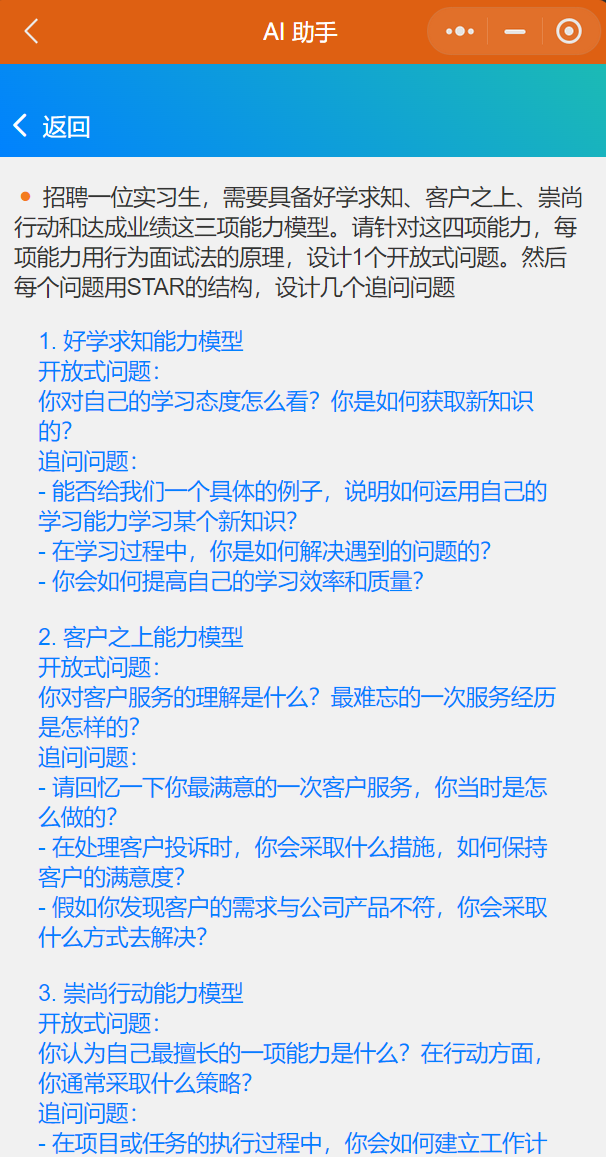 AI 助手
返回
招聘一位实习生，需要具备好学求知、客户之上、崇尚
行动和达成业绩这三项能力模型。请针对这四项能力，每
项能力用行为面试法的原理，设计1个开放式问题。然后
每个问题用STAR的结构，设计几个追问问题
1. 好学求知能力模型
开放式问题：
你对自己的学习态度怎么看？你是如何获取新知识
的？
追问问题：
- 能否给我们一个具体的例子，说明如何运用自己的
学习能力学习某个新知识？
- 在学习过程中，你是如何解决遇到的问题的？
- 你会如何提高自己的学习效率和质量？
2. 客户之上能力模型
开放式问题：
你对客户服务的理解是什么？最难忘的一次服务经历
是怎样的？
追问问题：
- 请回忆一下你最满意的一次客户服务，你当时是怎
么做的？
- 在处理客户投诉时，你会采取什么措施，如何保持
客户的满意度？
- 假如你发现客户的需求与公司产品不符，你会采取
什么方式去解决？
3. 崇尚行动能力模型
开放式问题：
你认为自己最擅长的一项能力是什么？在行动方面，
你通常采取什么策略？
追问问题：
- 在项目或任务的执行过程中，你会如何建立工作计